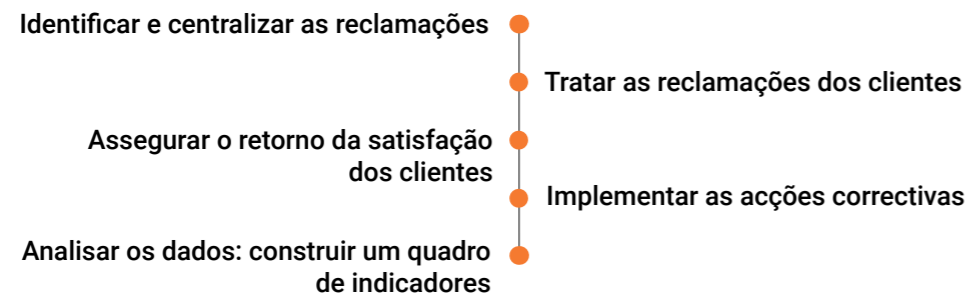 Identificar e centralizar as reclamações
Tratar as reclamações dos clientes
Assegurar o retorno da satisfação
dos clientes
Implementar as acções correctivas
Analisar os dados: construir um quadro
de indicadores